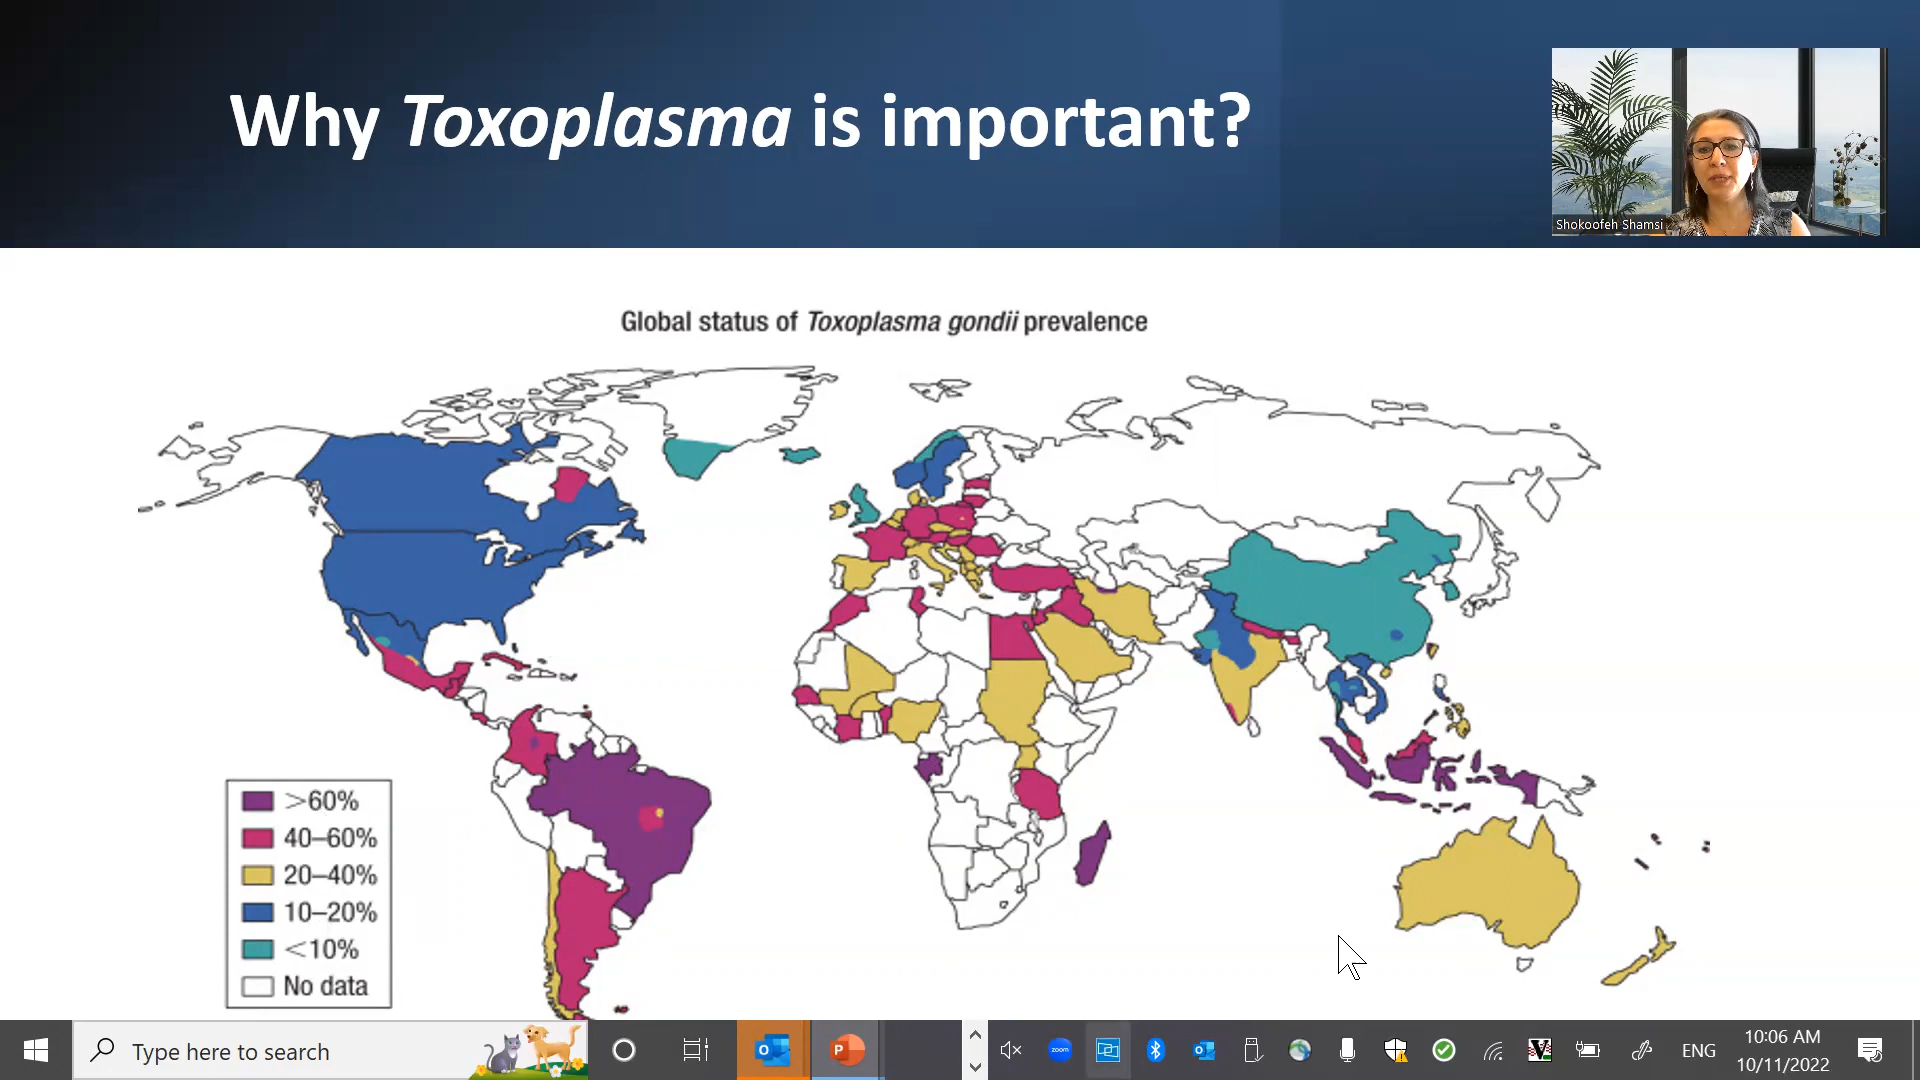 Why Toxoplasma is important?
Shokoofeh Shamsi
Global status of Toxoplasma gondii prevalence
>60%
40–60%
20–40%
10–20%
<10%
No data
Type here to search
zoom
ENG
10:06 AM
10/11/2022